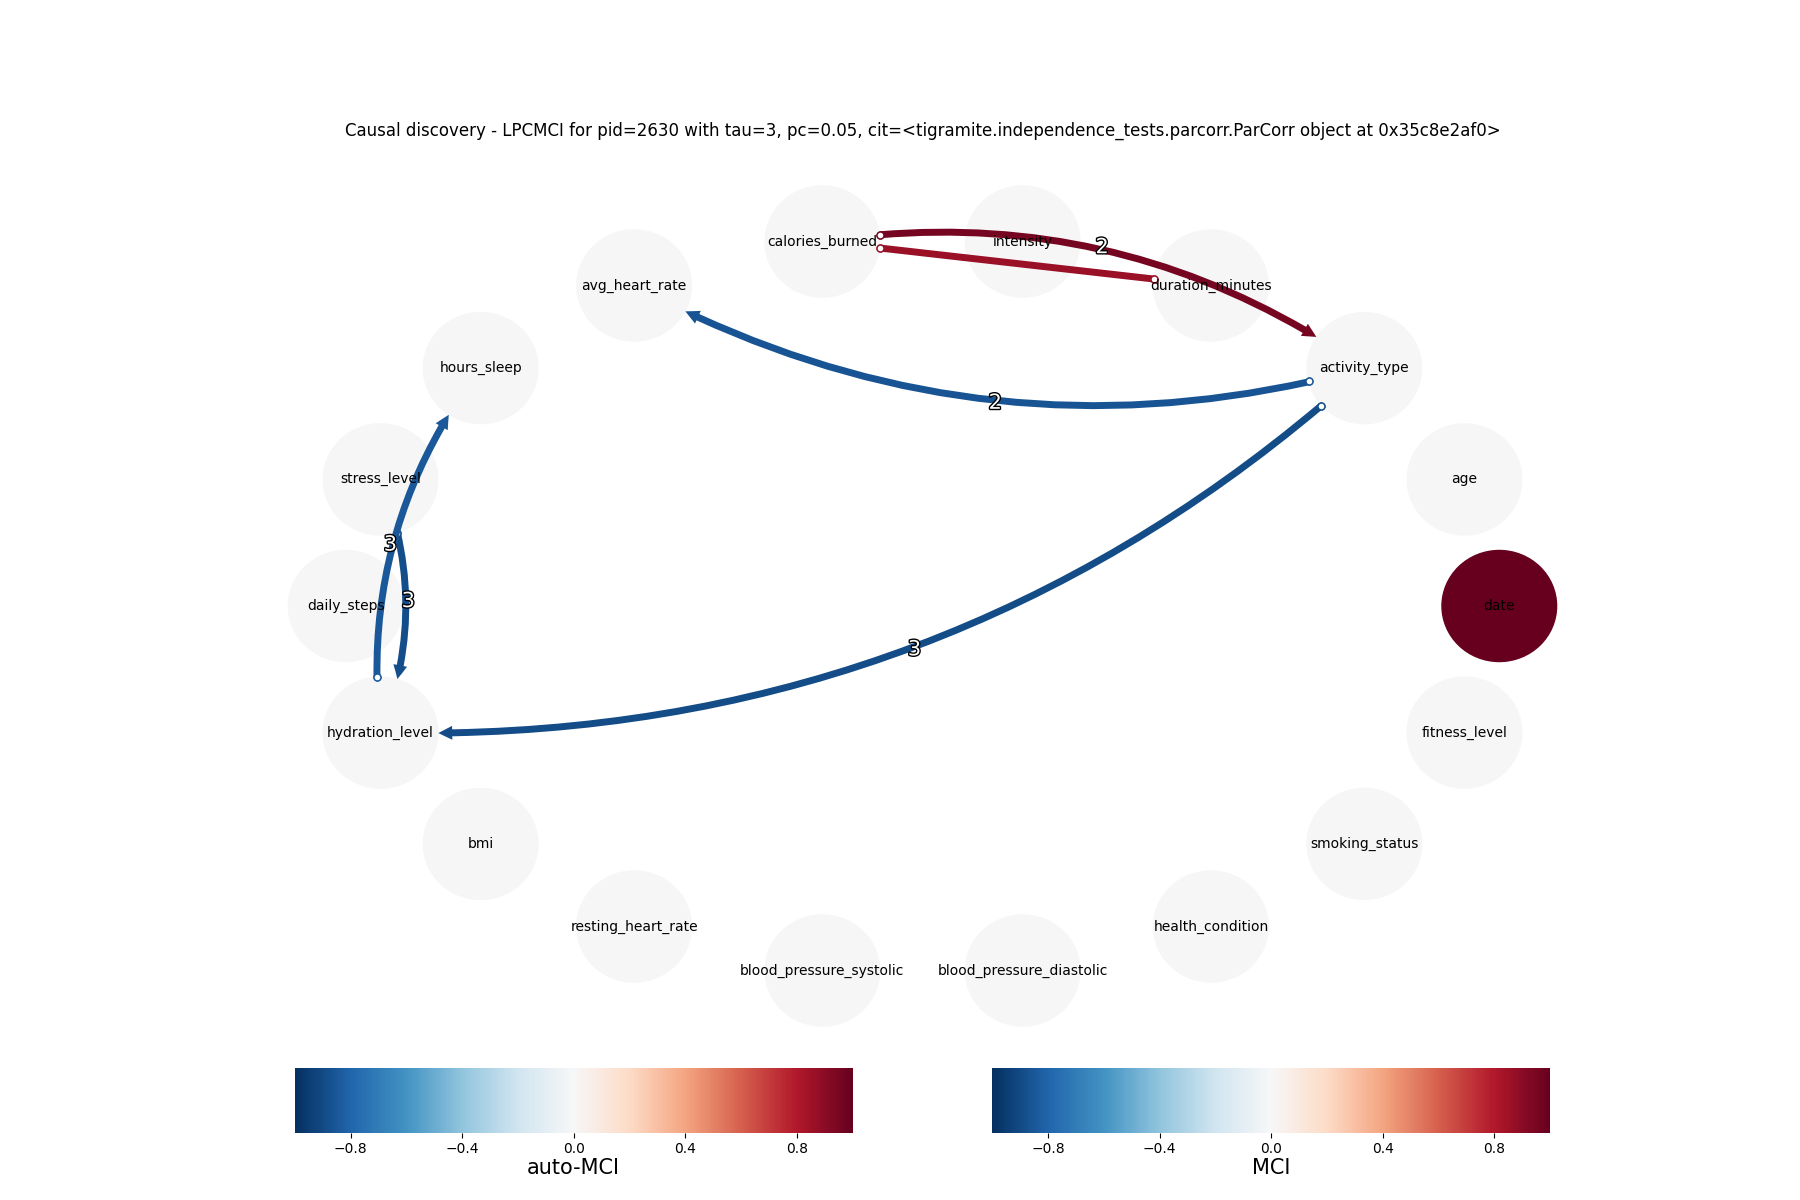 Causal discovery - LPCMCI for pid=2630 with tau=3, pc=0.05, cit=<tigramite.independence_tests.parcorr.ParCorr object at 0x35c8e2af0>
calories_burned
intensity
2
avg_heart_rate
duration_minutes
hours_sleep
activity_type
2
stress_level
age
3
3
daily_steps
date
3
hydration_level
fitness_level
bmi
smoking_status
resting_heart_rate
health_condition
blood_pressure_systolic
blood_pressure_diastolic
−0.8 −0.4 0.0 0.4 0.8
auto-MCI
−0.8 −0.4 0.0 0.4 0.8
MCI